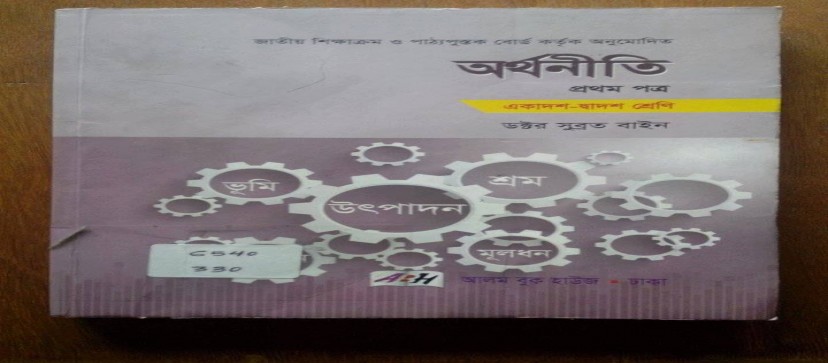 জাতীয় শিক্ষাক্রম ও পাঠ্যপুস্তক বোর্ড কর্তৃক অনুমোদিত
অর্থনীতি
প্রথম পত্র
একাদশ-দ্বাদশ শ্রেণি
ডক্টর সুব্রত বাইন
ভূমি
শ্রম
উৎপাদন
মূলধন
C540
330
ABH
আলম বুক হাউজ • ঢাকা